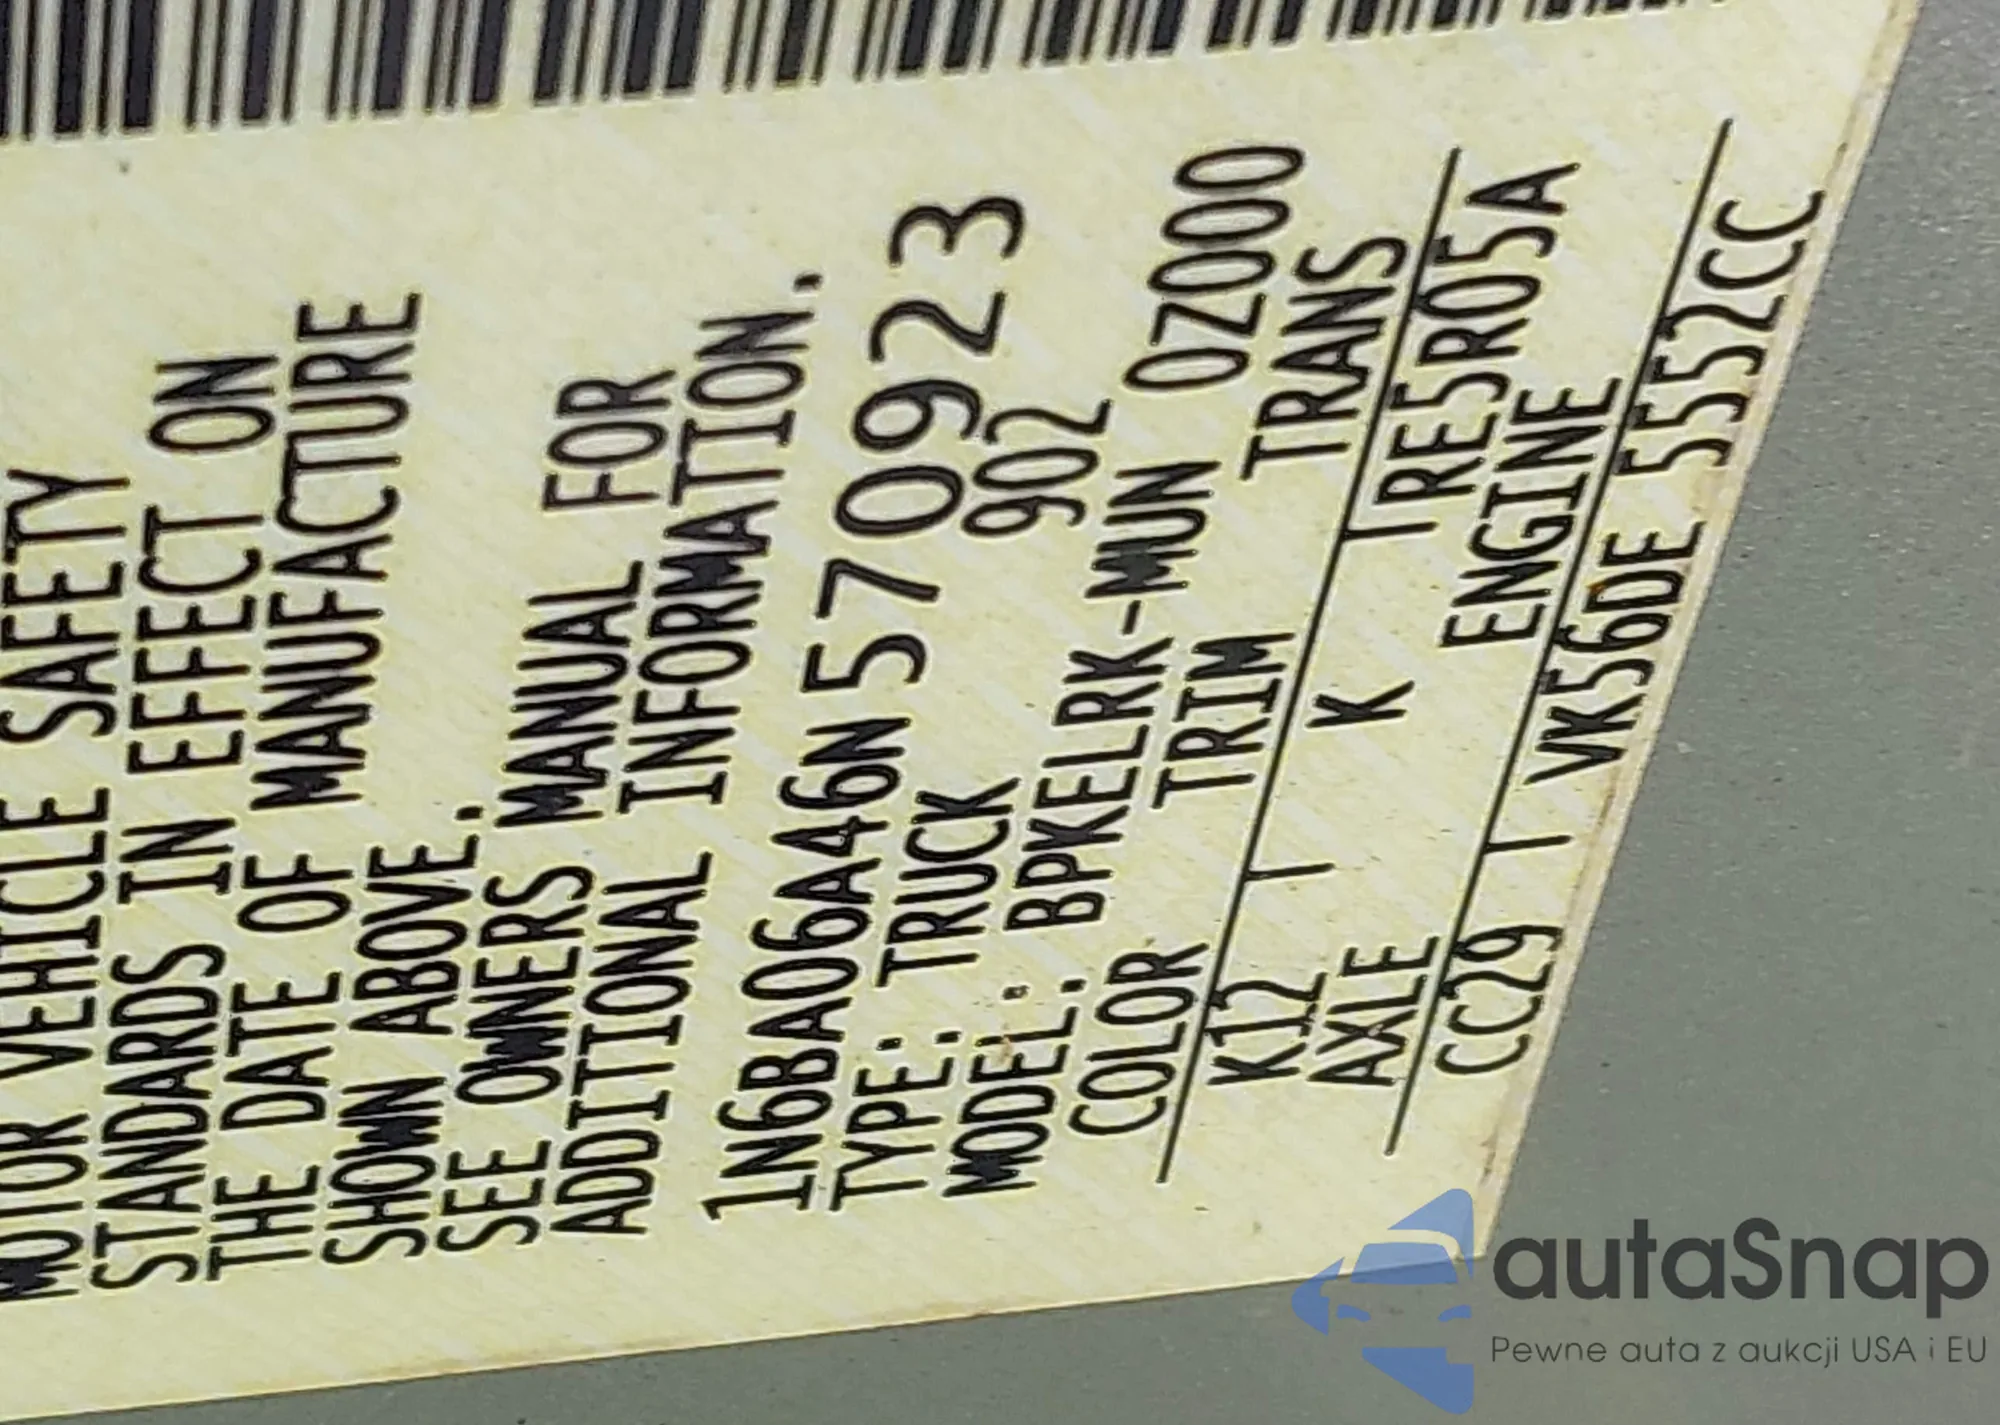 MOTOR VEHICLE SAFETY
STANDARDS IN EFFECT ON
THE DATE OF MANUFACTURE
SHOWN ABOVE.
SEE OWNERS MANUAL FOR
ADDITIONAL INFORMATION.
1N6BA06A46N570923
TYPE: TRUCK 902
MODEL: BPKELRK-MUN 0Z000
COLOR TRIM TRANS
K12 K RE5R05A
AXLE ENGINE
CC29 VK56DE 5552CC
autaSnap
Pewne auta z aukcji USA i EU